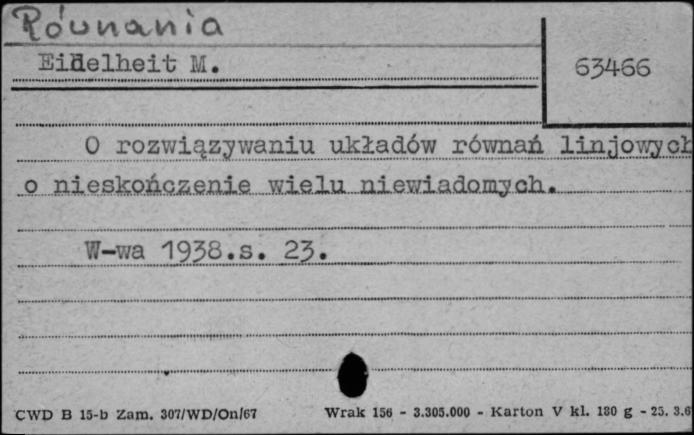 Równania
Eidelheit M.
63466
O rozwiązywaniu układów równań linjowych
o nieskończenie wielu niewiadomych.
W-wa 1938.s. 23.
CWD B 15-b Zam. 307/WD/On/67 Wrak 156 - 3.305.000 - Karton V kl. 180 g - 25. 3.6